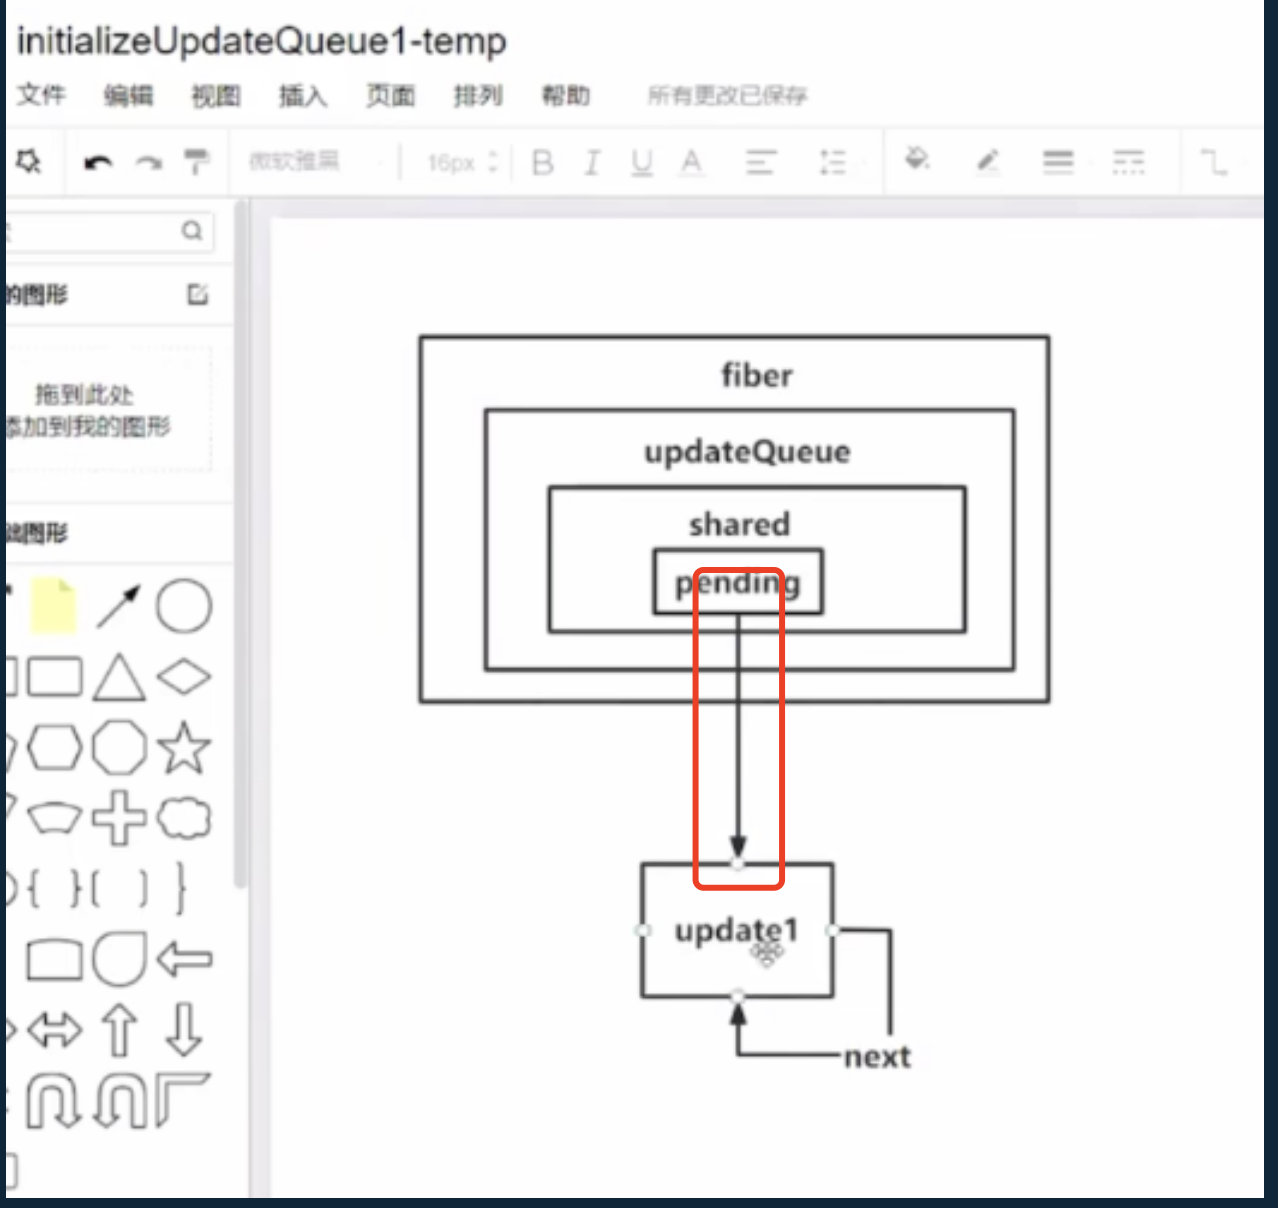 initializeUpdateQueue1-temp
文件 编辑 视图 插入 页面 排列 帮助 所有更改已保存
微软雅黑 16px B I U A
的图形
拖到此处
添加到我的图形
础图形
fiber
updateQueue
shared
pending
update1
next